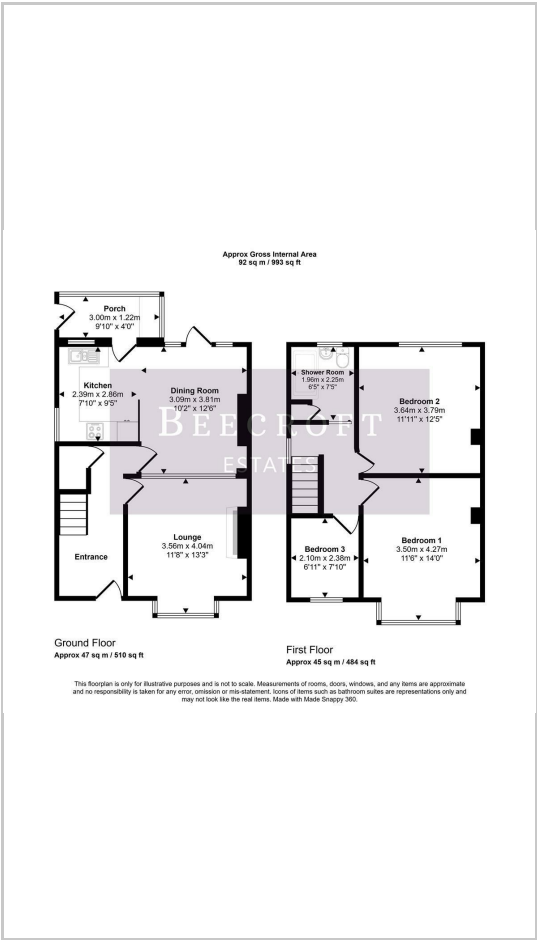 Approx Gross Internal Area
92 sq m / 993 sq ft
Porch
3.00m x 1.22m
9'10" x 4'0"
Kitchen
2.39m x 2.86m
7'10" x 9'5"
Dining Room
3.09m x 3.81m
10'2" x 12'6"
Lounge
3.56m x 4.04m
11'8" x 13'3"
Entrance
Shower Room
1.96m x 2.25m
6'5" x 7'5"
Bedroom 2
3.64m x 3.79m
11'11" x 12'5"
Bedroom 3
2.10m x 2.38m
6'11" x 7'10"
Bedroom 1
3.50m x 4.27m
11'6" x 14'0"
BEECROFT
ESTATES
Ground Floor
Approx 47 sq m / 510 sq ft
First Floor
Approx 45 sq m / 484 sq ft
This floorplan is only for illustrative purposes and is not to scale. Measurements of rooms, doors, windows, and any items are approximate
and no responsibility is taken for any error, omission or mis-statement. Icons of items such as bathroom suites are representations only and
may not look like the real items. Made with Made Snappy 360.